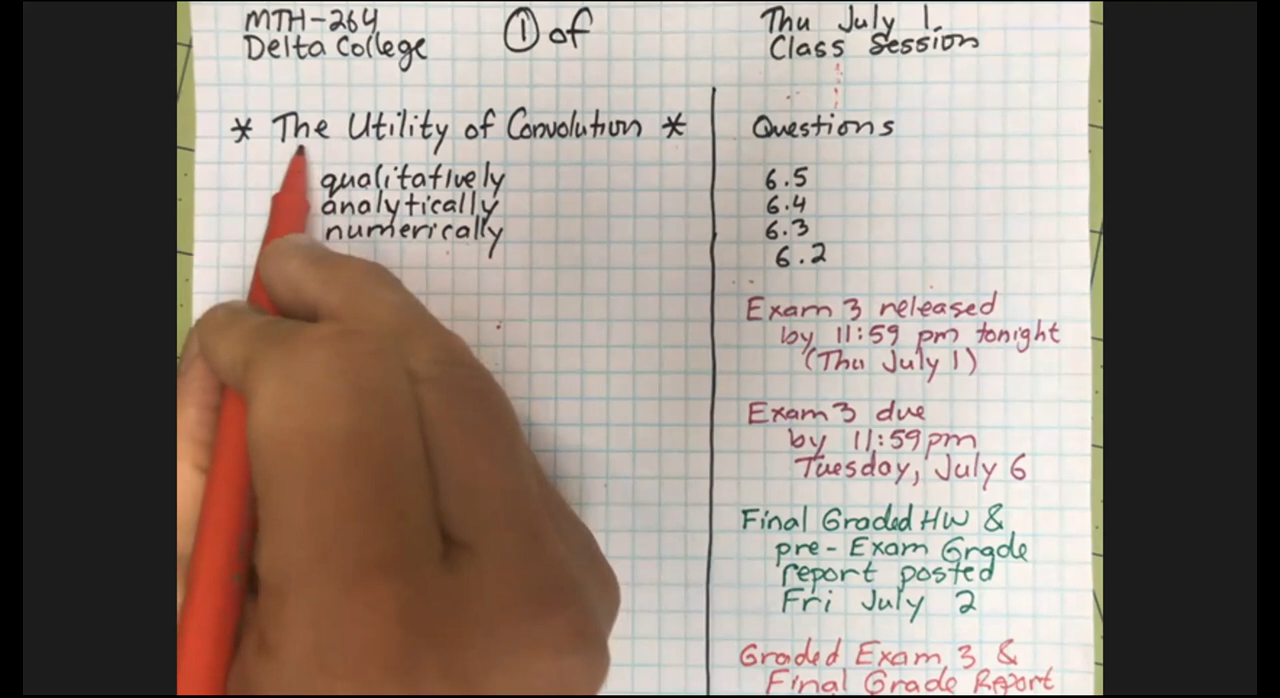 MTH-264
Delta College
① of
Thu July 1
Class Session
* The Utility of Convolution *
qualitatively
analytically
numerically
Questions
6.5
6.4
6.3
6.2
Exam 3 released
by 11:59 pm tonight
(Thu July 1)
Exam 3 due
by 11:59pm
Tuesday, July 6
Final Graded HW &
pre-Exam Grade
report posted
Fri July 2
Graded Exam 3 &
Final Grade Report